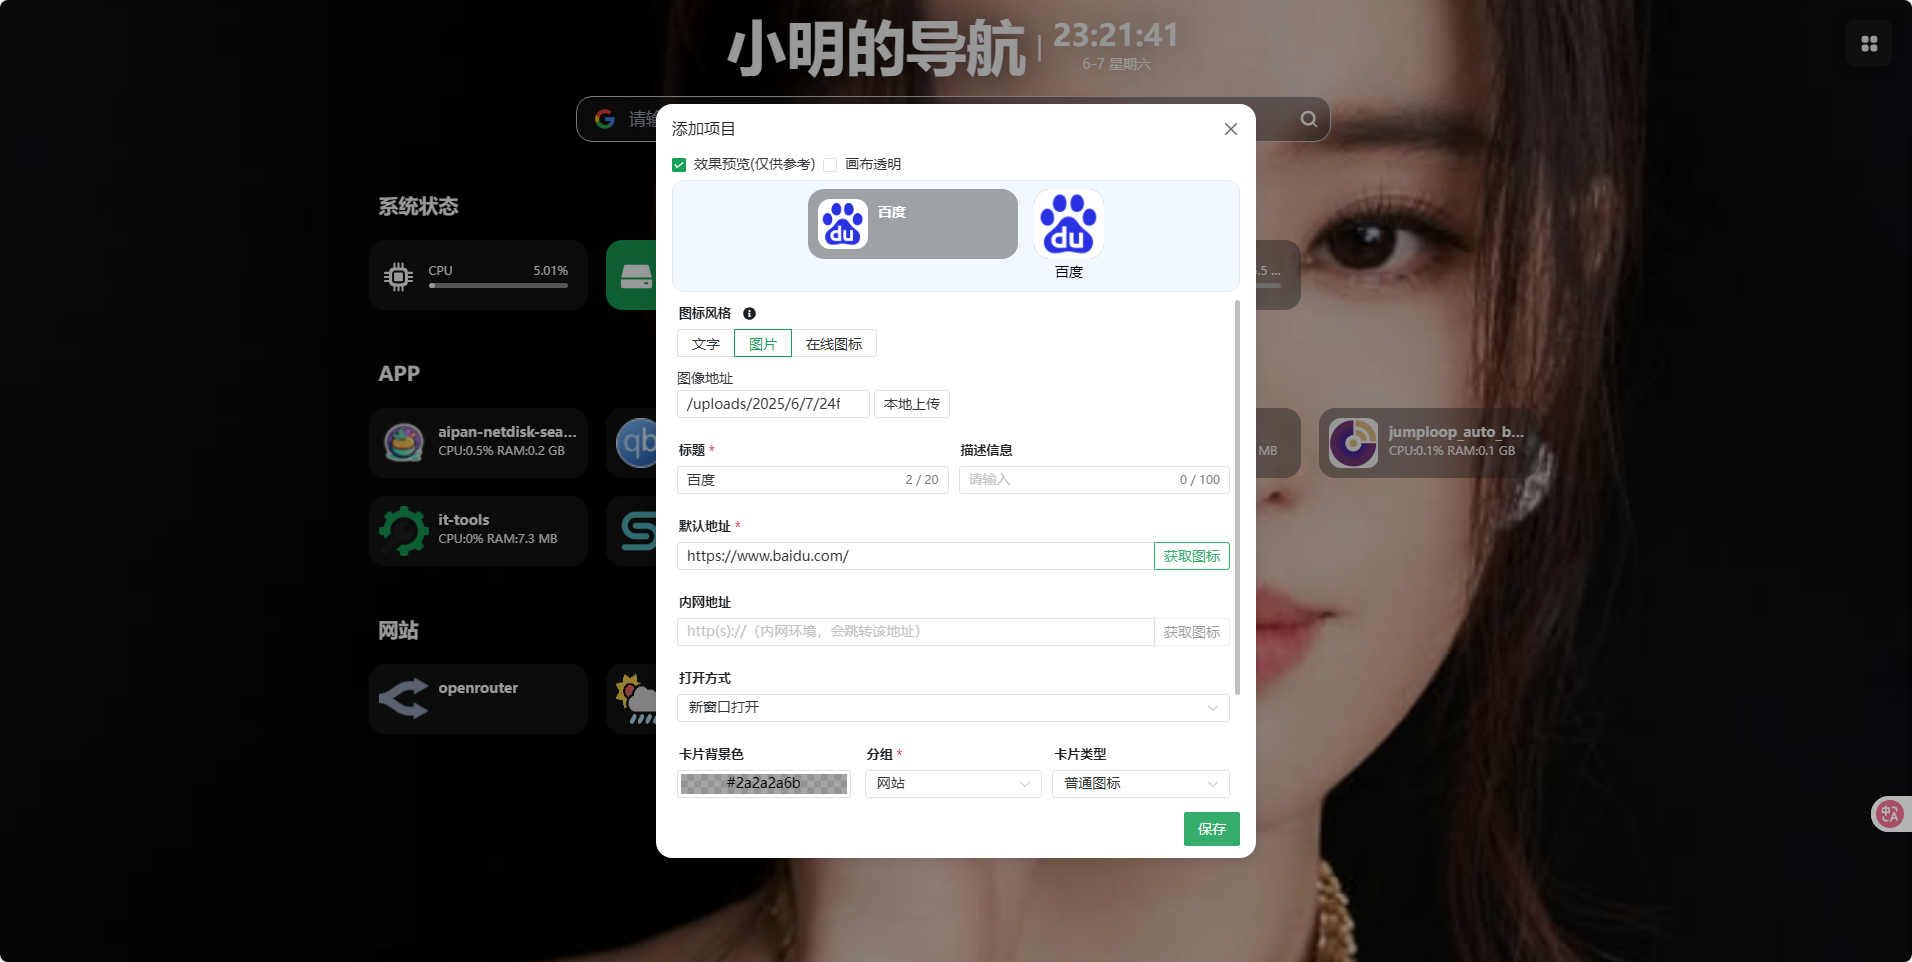 小明的导航
23:21:41
6-7 星期六
请输
添加项目
效果预览(仅供参考)
画布透明
du
百度
du
百度
系统状态
CPU
5.01%
.5 ...
图标风格
文字
图片
在线图标
图像地址
/uploads/2025/6/7/24f
本地上传
APP
aipan-netdisk-sea...
CPU:0.5% RAM:0.2 GB
qb
MB
jumploop_auto_b...
CPU:0.1% RAM:0.1 GB
标题 *
描述信息
百度
2 / 20
请输入
0 / 100
it-tools
CPU:0% RAM:7.3 MB
默认地址 *
https://www.baidu.com/
获取图标
内网地址
http(s)://（内网环境，会跳转该地址）
获取图标
网站
openrouter
打开方式
新窗口打开
卡片背景色
分组 *
卡片类型
#2a2a2a6b
网站
普通图标
保存